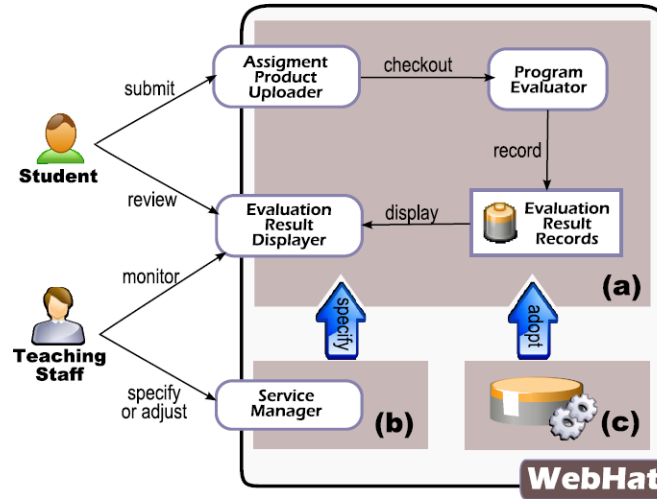 Assigment
Product
Uploader
checkout
Program
Evaluator
submit
Student
record
review
Evaluation
Result
Displayer
display
Evaluation
Result
Records
monitor
(a)
specify
adopt
Teaching
Staff
specify
or adjust
Service
Manager
(b)
(c)
WebHat